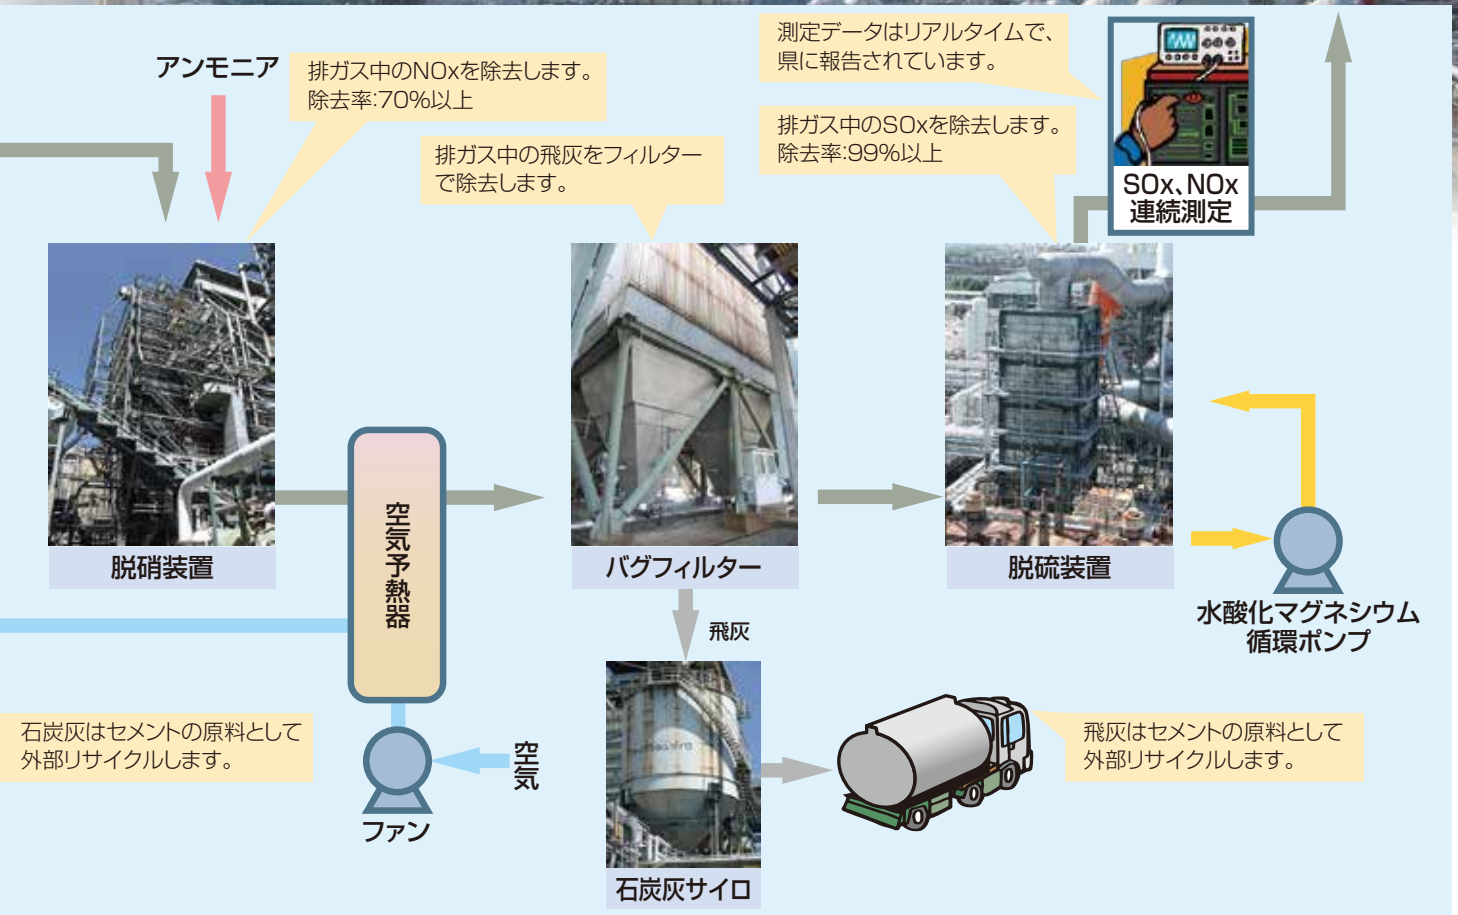 アンモニア
排ガス中のNOxを除去します。
除去率:70%以上
排ガス中の飛灰をフィルター
で除去します。
測定データはリアルタイムで、
県に報告されています。
排ガス中のSOxを除去します。
除去率:99%以上
SOx、NOx
連続測定
脱硝装置
空気予熱器
バグフィルター
脱硫装置
水酸化マグネシウム
循環ポンプ
飛灰
石炭灰はセメントの原料として
外部リサイクルします。
空気
ファン
石炭灰サイロ
飛灰はセメントの原料として
外部リサイクルします。